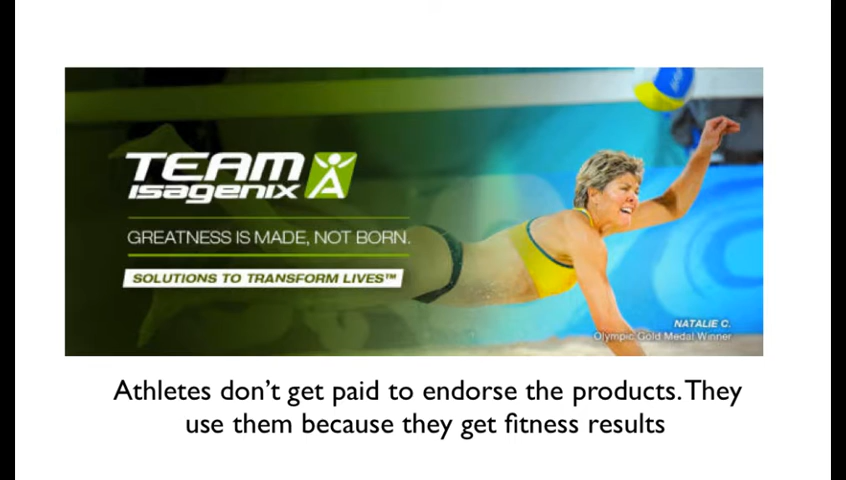 TEAM
ISAGENIX
GREATNESS IS MADE, NOT BORN.
SOLUTIONS TO TRANSFORM LIVES™
NATALIE C.
Olympic Gold Medal Winner
Athletes don't get paid to endorse the products. They
use them because they get fitness results